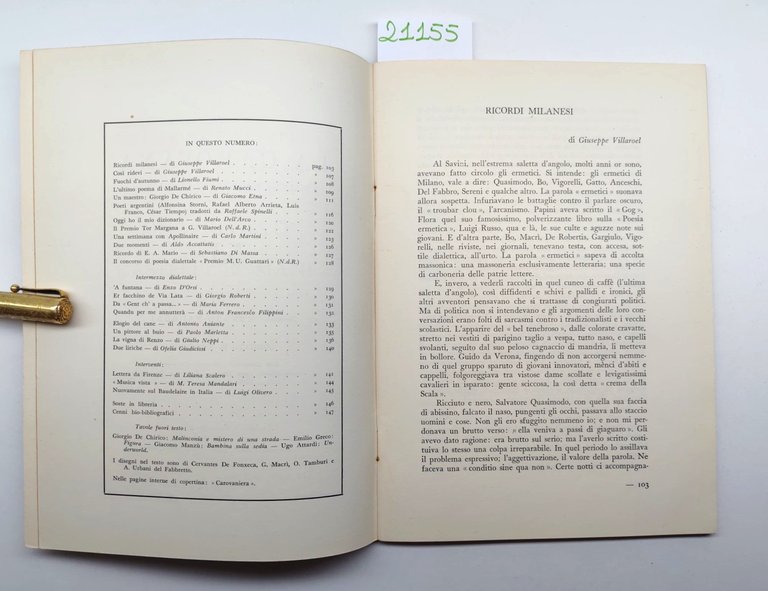 21155
IN QUESTO NUMERO:
Ricordi milanesi — di Giuseppe Villaroel . . . . . . . . . pag. 103
Così ridevi — di Giuseppe Villaroel . . . . . . . . . » 107
Fuochi d'autunno — di Lionello Fiumi . . . . . . . . . » 108
L'ultimo poema di Mallarmé — di Renato Mucci . . . . . . » 109
Un maestro: Giorgio De Chirico — di Giacomo Etna . . . . . » 111
Poeti argentini (Alfonsina Storni, Rafael Alberto Arrieta, Luis
Franco, César Tiempo) tradotti da Raffaele Spinelli . . . . » 116
Oggi ho il mio dizionario — di Mario Dell'Arco . . . . . . » 120
Il Premio Tor Margana a G. Villaroel (N.d.R.) . . . . . . »
Una settimana con Apollinaire — di Carlo Martini . . . . . » 123
Due momenti — di Aldo Accattatis . . . . . . . . . » 126
Ricordo di E. A. Mario — di Sebastiano Di Massa . . . . . »
Il concorso di poesia dialettale « Premio M. U. Guattari » (N.d.R.) » 128
Intermezzo dialettale:
'A funtana — di Enzo D'Orsi . . . . . . . . . » 129
Er facchino de Via Lata — di Giorgio Roberti . . . . . . » 130
Da « Gent ch' a passa.. » — di Maria Ferrero . . . . . . » 131
Quando per me annutterà — di Anton Francesco Filippini . . . . » 131
Elogio del cane — di Antonio Aniante . . . . . . . . » 133
Un pittore al buio — di Paolo Marletta . . . . . . . » 135
La vigna di Renzo — di Giulio Neppi . . . . . . . . » 136
Due liriche — di Ofelia Giudicissi . . . . . . . . . » 140
Interventi:
Lettera da Firenze — di Liliana Scalero . . . . . . . » 141
« Musica vista » — di M. Teresa Mandalari . . . . . . . » 142
Nuovamente sul Baudelaire in Italia — di Luigi Olivero . . . . » 145
Soste in libreria . . . . . . . . . » 146
Cenni bio-bibliografici . . . . . . . . . » 147
Tavole fuori testo:
Giorgio De Chirico: Malinconia e mistero di una strada — Emilio Greco:
Figura — Giacomo Manzù: Bambina sulla sedia — Ugo Attardi: Un-
derworld.
I disegni nel testo sono di Cervantes De Fonxeca, G. Macrì, O. Tamburi e
A. Urbani del Fabbretto.
Nelle pagine interne di copertina: « Carovaniera ».
RICORDI MILANESI
di Giuseppe Villaroel
Al Savini, nell'estrema saletta d'angolo, molti anni or sono,
avevano fatto circolo gli ermetici. Si intende: gli ermetici di
Milano, vale a dire: Quasimodo, Bo, Vigorelli, Gatto, Anceschi,
Del Fabbro, Sereni e qualche altro. La parola « ermetici » suonava
allora sospetta. Infuriavano le battaglie contro il parlare oscuro,
il « troubar clou », l'arcanismo. Papini aveva scritto il « Gog »,
Flora quel suo famosissimo, polverizzante libro sulla « Poesia
ermetica », Luigi Russo, qua e là, le sue culte e aguzze note sui
giovani. E d'altra parte, Bo, Macrì, De Robertis, Gargiulo, Vigo-
relli, nelle riviste, nei giornali, tenevano testa, con accesa, sot-
tile dialettica, all'urto. La parola « ermetici » sapeva di accolta
massonica: una massoneria esclusivamente letteraria; una specie
di carboneria delle patrie lettere.
E, invero, a vederli raccolti in quel cuneo di caffè (l'ultima
saletta d'angolo), così diffidenti e schivi e pallidi e ironici, gli
altri avventori pensavano che si trattasse di congiurati politici.
Ma di politica non si intendevano e gli argomenti delle loro con-
versazioni erano folti di sarcasmi contro i tradizionalisti e i vecchi
scolastici. L'apparire del « bel tenebroso », dalle colorate cravatte,
stretto nei vestiti di parigino taglio a vespa, tutto naso, e capelli
svolanti, seguito dal suo peloso cagnaccio di mandria, li metteva
in bollore. Guido da Verona, fingendo di non accorgersi nemme-
no di quel gruppo sparuto di giovani innovatori, mènci d'abiti e
cappelli, folgoreggiava tra vistose dame scollate e levigatissimi
cavalieri in isparato: gente sciccosa, la così detta « crema della
Scala ».
Ricciuto e nero, Salvatore Quasimodo, con quella sua faccia
di abissino, falcato il naso, pungenti gli occhi, passava allo staccio
uomini e cose. Non gli ero sfuggito nemmeno io; e non mi per-
donava un brutto verso: « ella veniva a passi di giaguaro ». Gli
avevo dato ragione: era brutto sul serio; ma l'averlo scritto costi-
tuiva lo stesso una colpa irreparabile. In quel periodo lo assillava
il problema espressivo; l'aggettivazione, il valore della parola. Ne
faceva una « conditio sine qua non ». Certe notti ci accompagna-
— 103